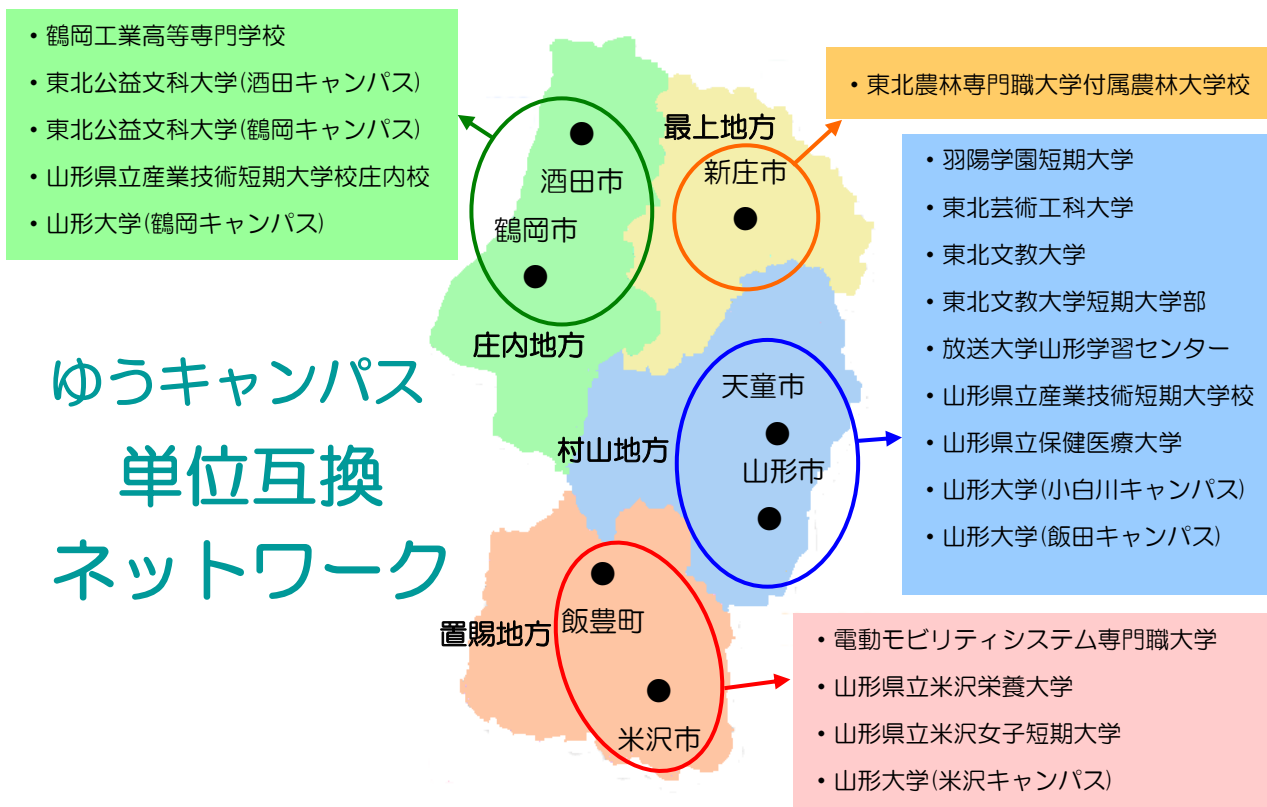 ・鶴岡工業高等専門学校
・東北公益文科大学(酒田キャンパス)
・東北公益文科大学(鶴岡キャンパス)
・山形県立産業技術短期大学校庄内校
・山形大学(鶴岡キャンパス)
・東北農林専門職大学付属農林大学校
・羽陽学園短期大学
・東北芸術工科大学
・東北文教大学
・東北文教大学短期大学部
・放送大学山形学習センター
・山形県立産業技術短期大学校
・山形県立保健医療大学
・山形大学(小白川キャンパス)
・山形大学(飯田キャンパス)
最上地方
新庄市
酒田市
鶴岡市
庄内地方
天童市
村山地方
山形市
置賜地方
飯豊町
米沢市
ゆうキャンパス
単位互換
ネットワーク
・電動モビリティシステム専門職大学
・山形県立米沢栄養大学
・山形県立米沢女子短期大学
・山形大学(米沢キャンパス)